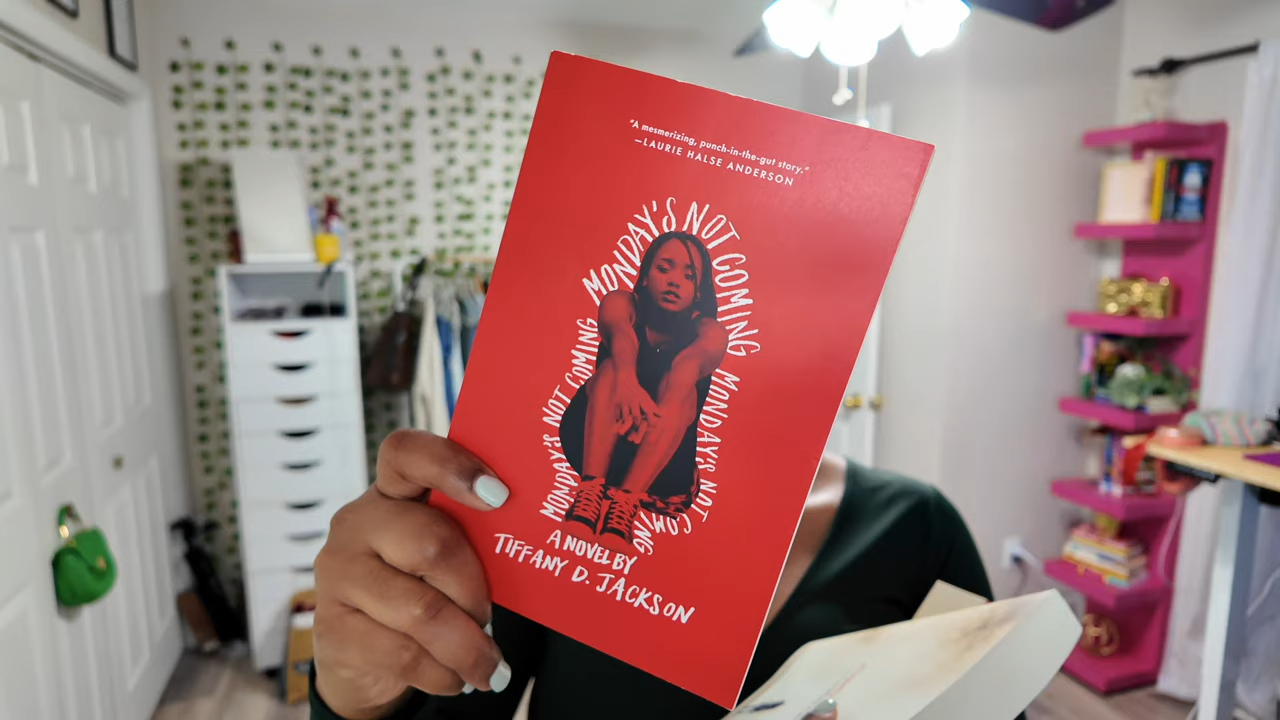 "A mesmerizing, punch-in-the-gut story."
—LAURIE HALSE ANDERSON
MONDAY'S NOT COMING MONDAY'S NOT COMING MONDAY'S NOT COMING
A NOVEL BY
TIFFANY D. JACKSON